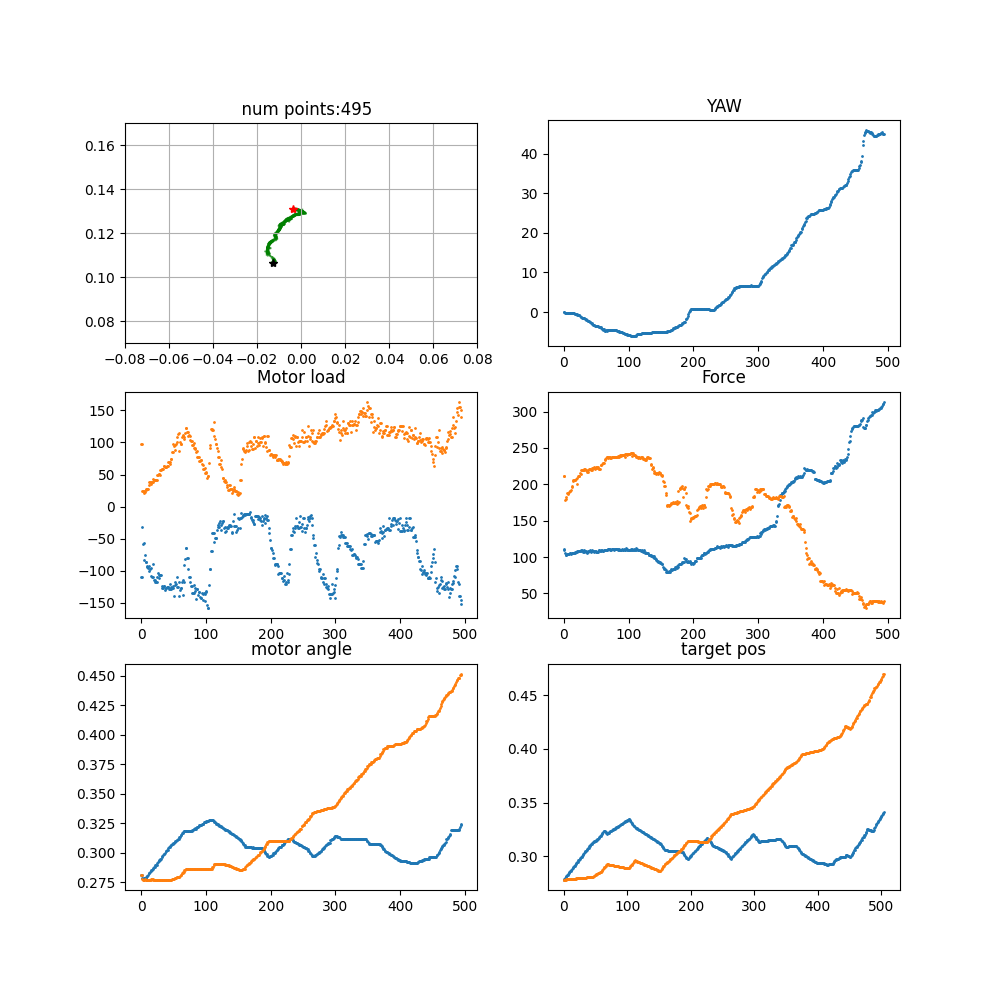 num points:495
0.16
0.14
0.12
0.10
0.08
−0.08 −0.06 −0.04 −0.02 0.00 0.02 0.04 0.06 0.08
YAW
40
30
20
10
0
0 100 200 300 400 500
Motor load
150
100
50
0
−50
−100
−150
0 100 200 300 400 500
Force
300
250
200
150
100
50
0 100 200 300 400 500
motor angle
0.450
0.425
0.400
0.375
0.350
0.325
0.300
0.275
0 100 200 300 400 500
target pos
0.45
0.40
0.35
0.30
0 100 200 300 400 500